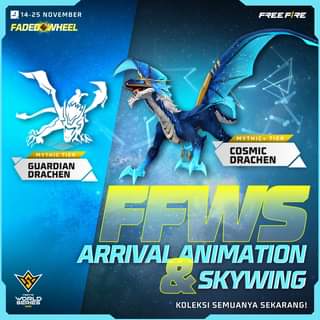 14-25 NOVEMBER
FADED WHEEL
FREE FIRE
MYTHIC TIER
GUARDIAN
DRACHEN
MYTHIC+ TIER
COSMIC
DRACHEN
FFWS
ARRIVAL ANIMATION
& SKYWING
WORLD
SERIES
KOLEKSI SEMUANYA SEKARANG!